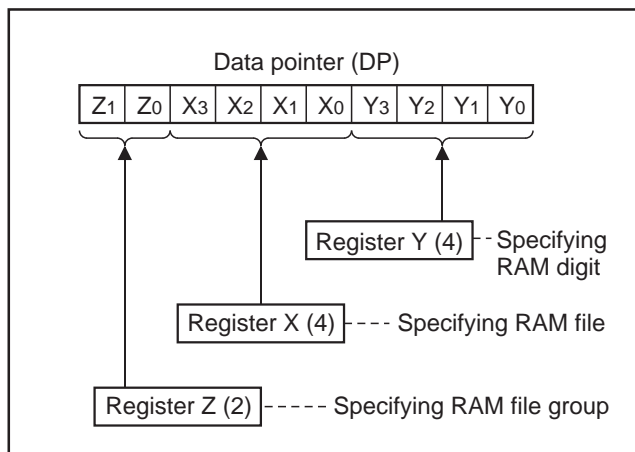 Data pointer (DP)
Z1 Z0 X3 X2 X1 X0 Y3 Y2 Y1 Y0
Register Y (4) Specifying
RAM digit
Register X (4) Specifying RAM file
Register Z (2) Specifying RAM file group